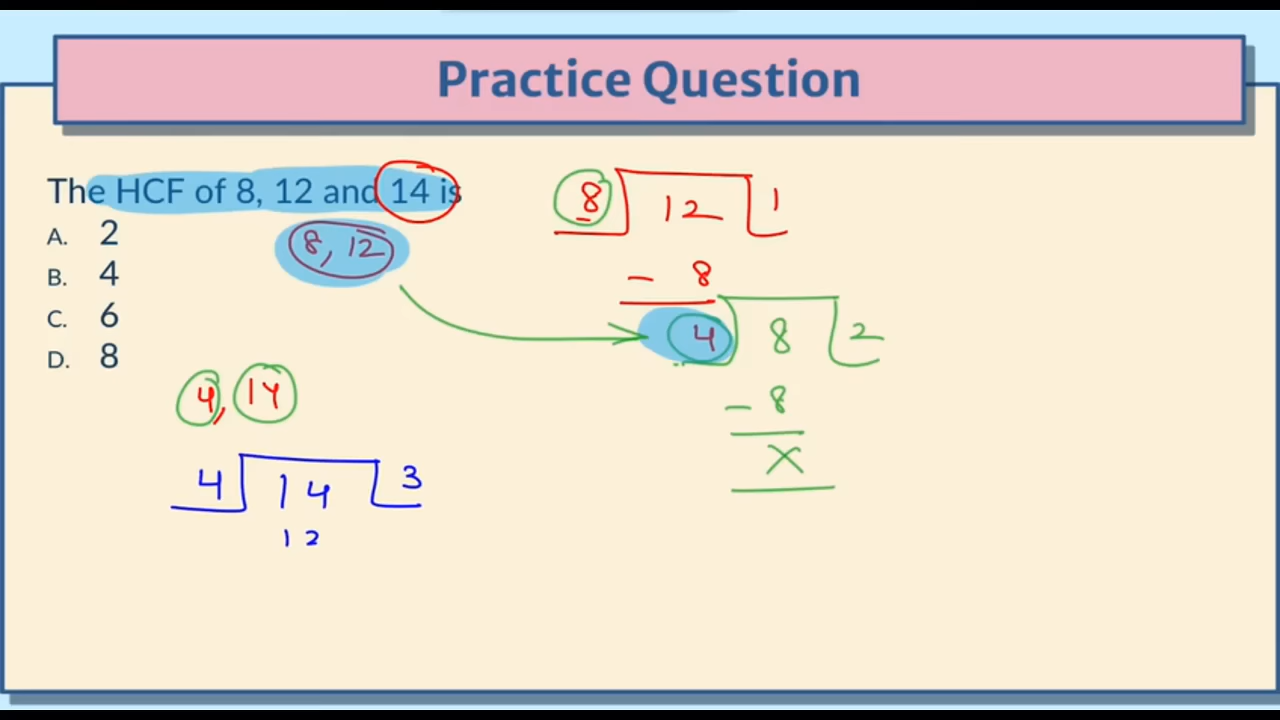 Practice Question
The HCF of 8, 12 and 14 is
A. 2
B. 4
C. 6
D. 8
8, 12
8 12 1
- 8
4 8 2
- 8
x
4, 14
4 14 3
12